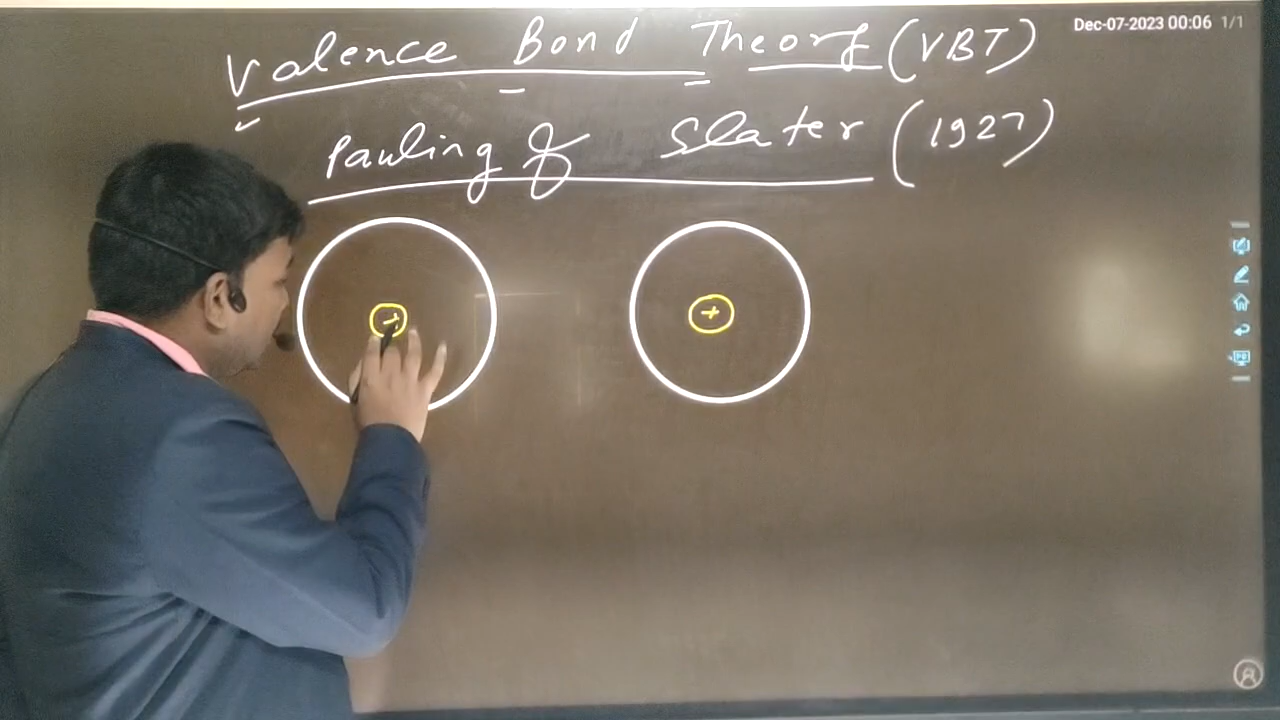 Valence Bond Theory (VBT)
Dec-07-2023 00:06 1/1
Pauling & Slater (1927)
+
+